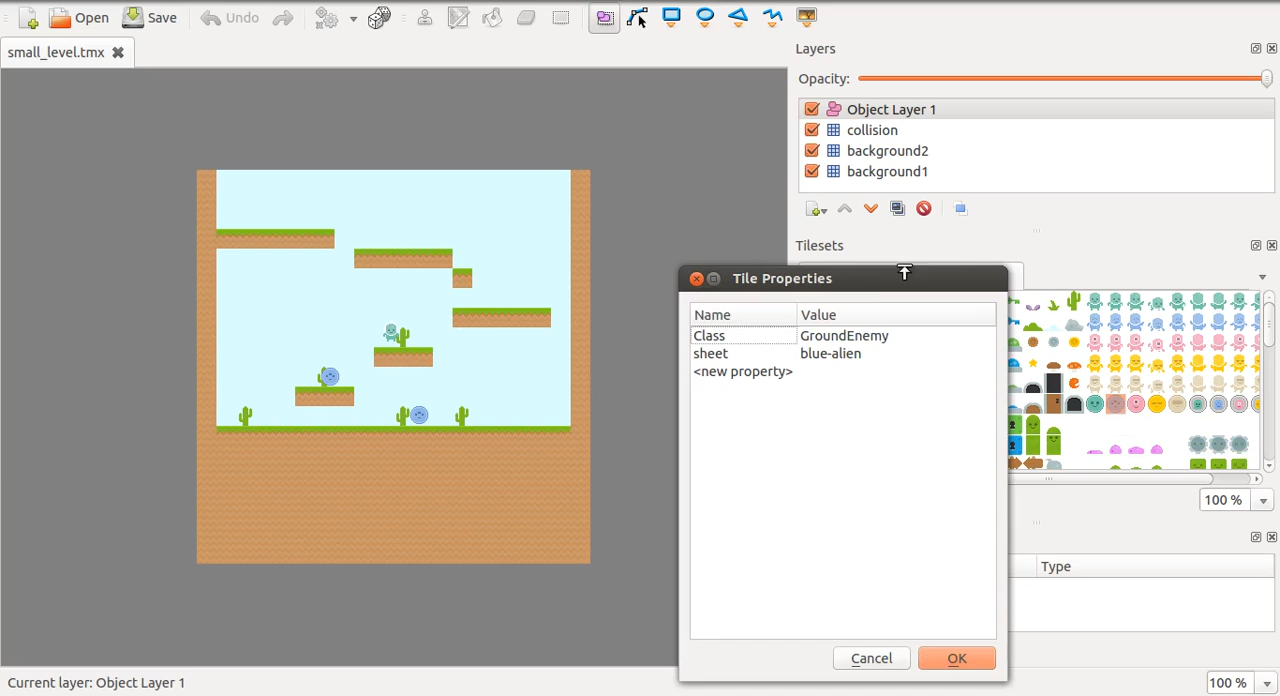 Open Save Undo
small_level.tmx
Layers
Opacity:
Object Layer 1
collision
background2
background1
Tilesets
Tile Properties
Name Value
Class GroundEnemy
sheet blue-alien
<new property>
Cancel OK
100 %
Type
Current layer: Object Layer 1
100 %